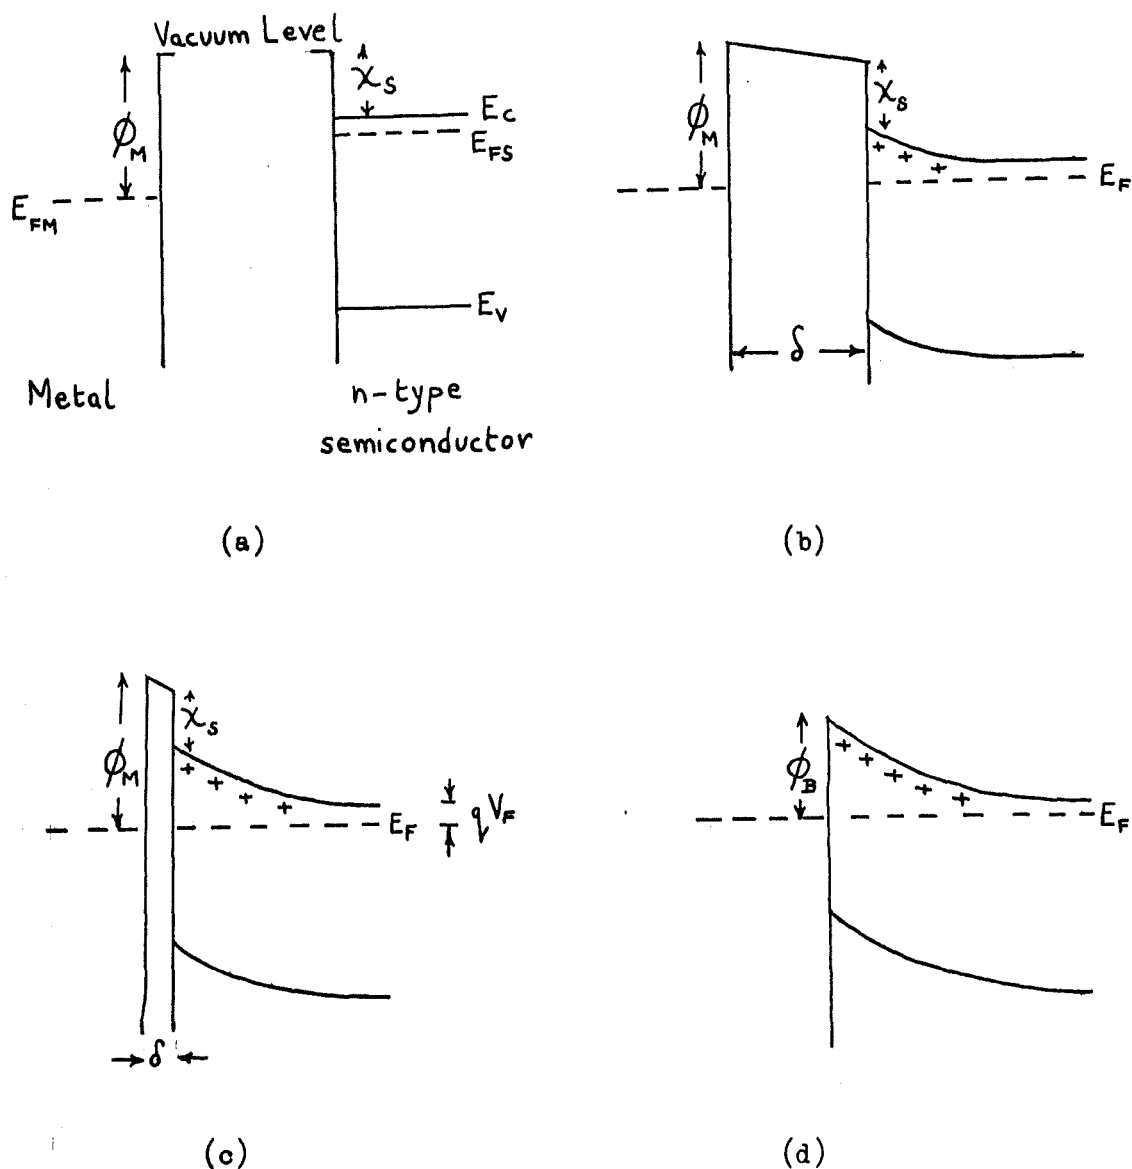 Vacuum Level
χs
ϕM
Ec
EFS
EFM
Ev
Metal
n-type
semiconductor
(a)
ϕM
χs
EF
δ
(b)
ϕM
χs
EF
qVF
δ
(c)
ϕB
EF
(d)